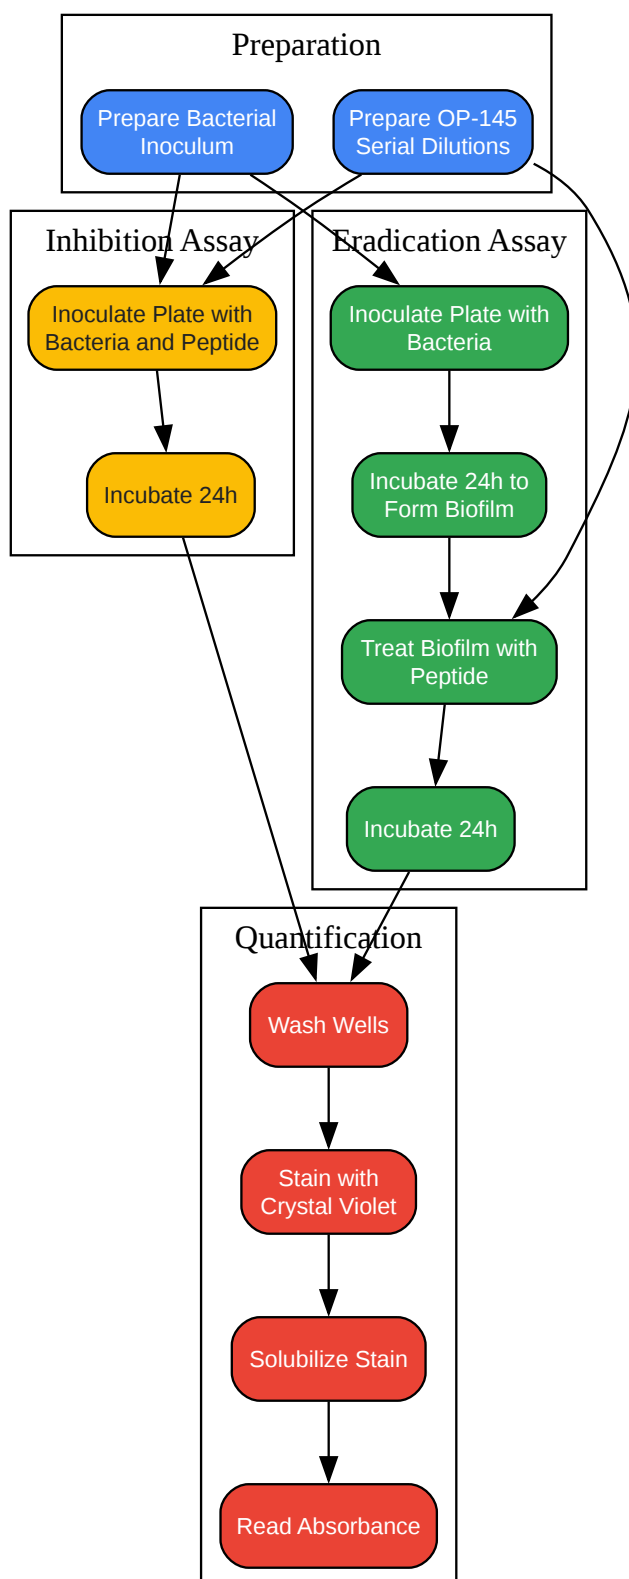 Preparation
Prepare Bacterial
Inoculum
Prepare OP-145
Serial Dilutions
Inhibition Assay
Inoculate Plate with
Bacteria and Peptide
Incubate 24h
Eradication Assay
Inoculate Plate with
Bacteria
Incubate 24h to
Form Biofilm
Treat Biofilm with
Peptide
Incubate 24h
Quantification
Wash Wells
Stain with
Crystal Violet
Solubilize Stain
Read Absorbance